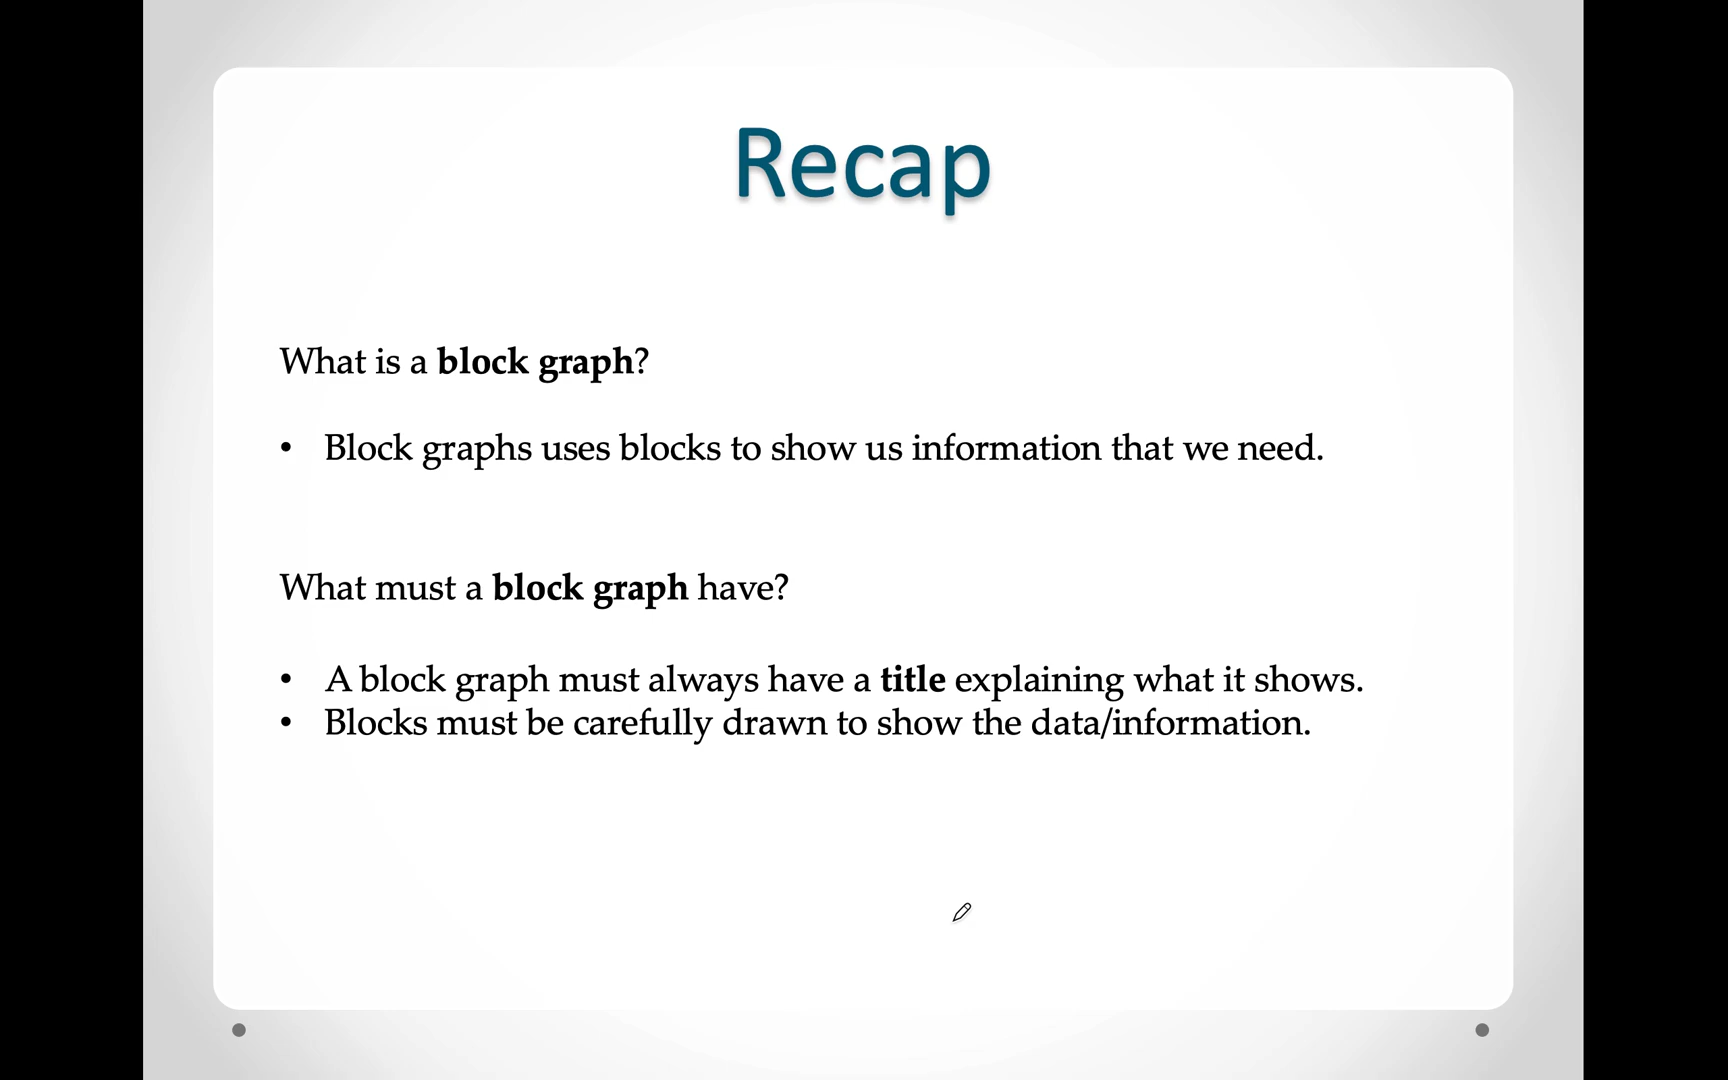 Recap
What is a block graph?
• Block graphs uses blocks to show us information that we need.
What must a block graph have?
• A block graph must always have a title explaining what it shows.
• Blocks must be carefully drawn to show the data/information.